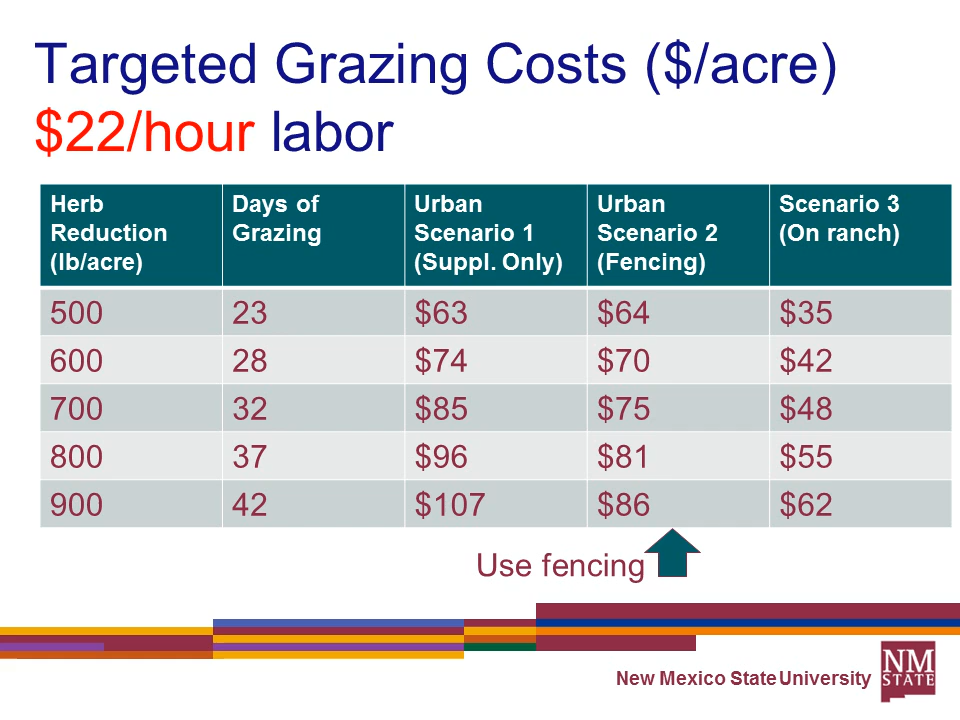 Targeted Grazing Costs ($/acre)
$22/hour labor
Herb Reduction (lb/acre) Days of Grazing Urban Scenario 1 (Suppl. Only) Urban Scenario 2 (Fencing) Scenario 3 (On ranch)
500 23 $63 $64 $35
600 28 $74 $70 $42
700 32 $85 $75 $48
800 37 $96 $81 $55
900 42 $107 $86 $62
Use fencing
New Mexico State University
NM
STATE